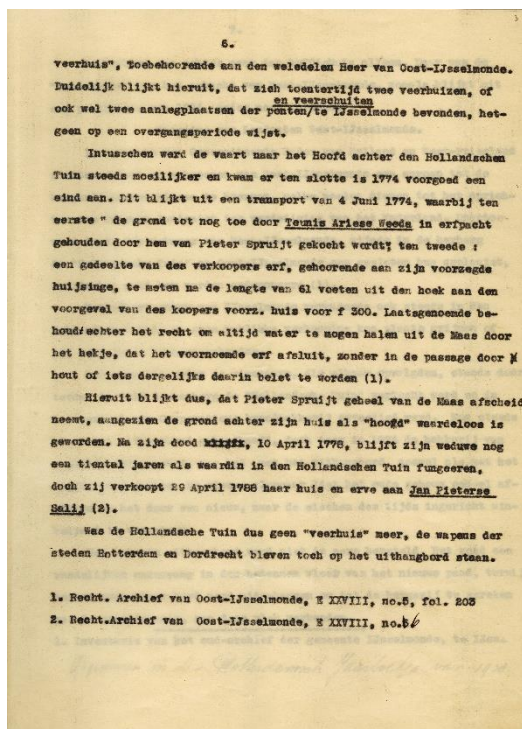 6.
veerhuis", toebehoorende aan den weledelen Heer van Oost-IJsselmonde.
Duidelijk blijkt hieruit, dat zich toentertijd twee veerhuizen, of
en veerschuiten
ook wel twee aanlegplaatsen der ponten/te IJsselmonde bevonden, het-
geen op een overgangsperiode wijst.
Intusschen werd de vaart naar het Hoofd achter den Hollandschen
Tuin steeds moeilijker en kwam er ten slotte is 1774 voorgoed een
eind aan. Dit blijkt uit een transport van 4 Juni 1774, waarbij ten
eerste " de grond tot nog toe door Teunis Ariese Weeda in erfpacht
gehouden door hem van Pieter Spruijt gekocht wordt; ten tweede :
een gedeelte van des verkoopers erf, gehoorende aan zijn voorzegde
huijsinge, te meten na de lengte van 61 voeten uit den hoek aan den
voorgevel van des koopers voorz. huis voor f 300. Laatsgenoemde be-
houdt echter het recht om altijd water te mogen halen uit de Maas door
het hekje, dat het voornoemde erf afsluit, zonder in de passage door
hout of iets dergelijks daarin belet te worden (1).
Hieruit blijkt dus, dat Pieter Spruijt geheel van de Maas afscheid
neemt, aangezien de grond achter zijn huis als "hoofd" waardeloos is
geworden. Na zijn dood, 10 April 1778, blijft zijn weduwe nog
een tiental jaren als waardin in den Hollandschen Tuin fungeeren,
doch zij verkoopt 29 April 1788 haar huis en erve aan Jan Pieterse
Salij (2).
Was de Hollandsche Tuin dus geen "veerhuis" meer, de wapens der
steden Rotterdam en Dordrecht bleven toch op het uithangbord staan.
1. Recht. Archief van Oost-IJsselmonde, E XXVIII, no.5, fol. 203
2. Recht.Archief van Oost-IJsselmonde, E XXVIII, no.6